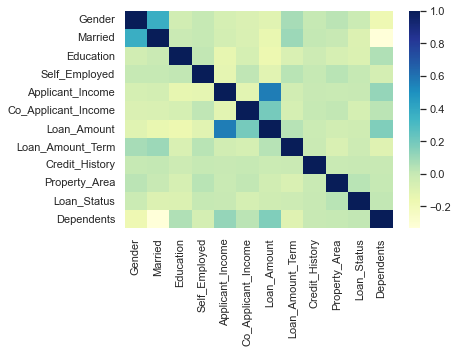 Gender
Married
Education
Self_Employed
Applicant_Income
Co_Applicant_Income
Loan_Amount
Loan_Amount_Term
Credit_History
Property_Area
Loan_Status
Dependents
Gender
Married
Education
Self_Employed
Applicant_Income
Co_Applicant_Income
Loan_Amount
Loan_Amount_Term
Credit_History
Property_Area
Loan_Status
Dependents
1.0
0.8
0.6
0.4
0.2
0.0
−0.2